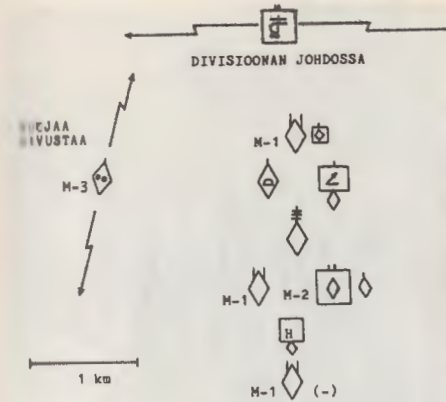 DIVISIOONAN JOHDOSSA
M-1
M-3
M-1
M-2
H
M-1 (-)
1 km